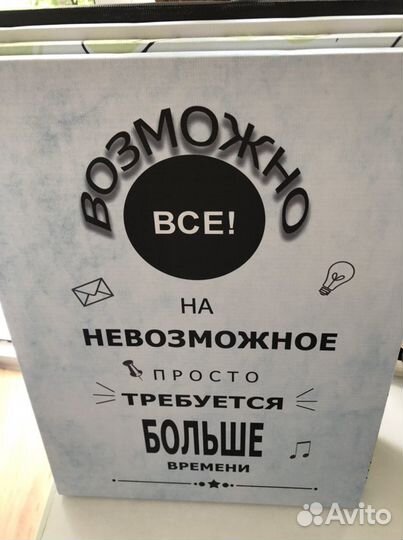 ВОЗМОЖНО
ВСЕ!
НА
НЕВОЗМОЖНОЕ
ПРОСТО
ТРЕБУЕТСЯ
БОЛЬШЕ
ВРЕМЕНИ
Avito